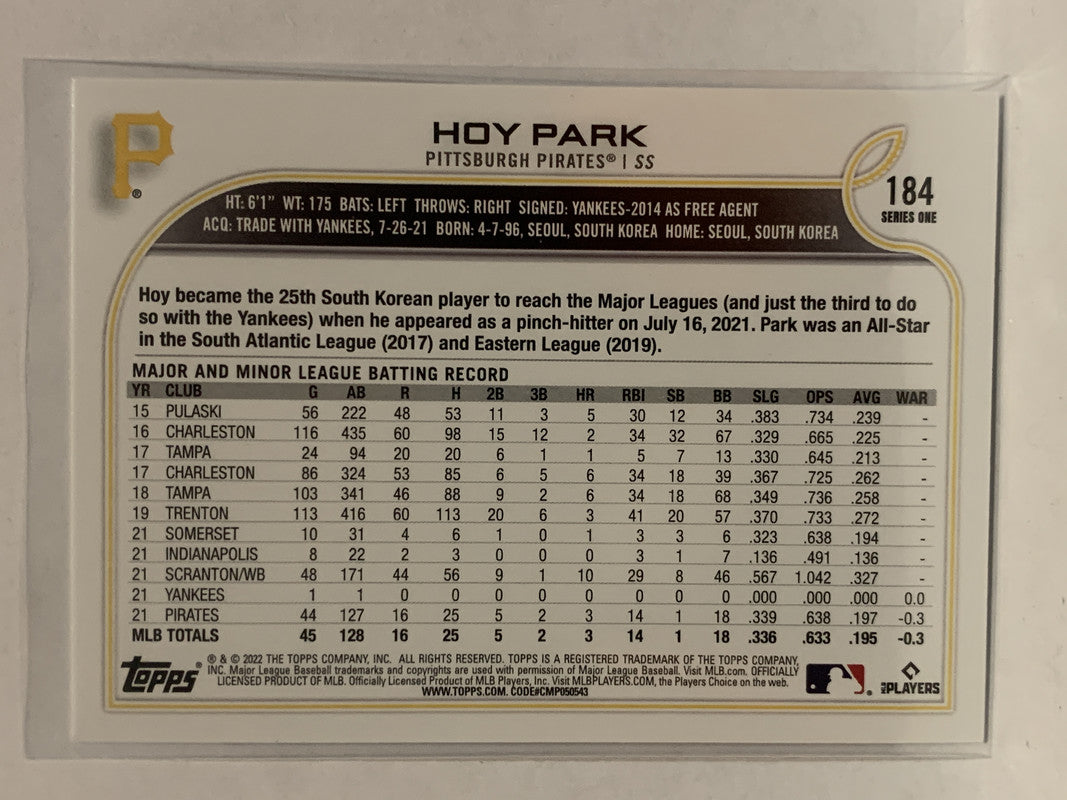 P®
HOY PARK
PITTSBURGH PIRATES® | SS
184
SERIES ONE
HT: 6'1" WT: 175 BATS: LEFT THROWS: RIGHT SIGNED: YANKEES-2014 AS FREE AGENT
ACQ: TRADE WITH YANKEES, 7-26-21 BORN: 4-7-96, SEOUL, SOUTH KOREA HOME: SEOUL, SOUTH KOREA
Hoy became the 25th South Korean player to reach the Major Leagues (and just the third to do
so with the Yankees) when he appeared as a pinch-hitter on July 16, 2021. Park was an All-Star
in the South Atlantic League (2017) and Eastern League (2019).
MAJOR AND MINOR LEAGUE BATTING RECORD
YR CLUB G AB R H 2B 3B HR RBI SB BB SLG OPS AVG WAR
15 PULASKI 56 222 48 53 11 3 5 30 12 34 .383 .734 .239 -
16 CHARLESTON 116 435 60 98 15 12 2 34 32 67 .329 .665 .225 -
17 TAMPA 24 94 20 20 6 1 1 5 7 13 .330 .645 .213 -
17 CHARLESTON 86 324 53 85 6 5 6 34 18 39 .367 .725 .262 -
18 TAMPA 103 341 46 88 9 2 6 34 18 68 .349 .736 .258 -
19 TRENTON 113 416 60 113 20 6 3 41 20 57 .370 .733 .272 -
21 SOMERSET 10 31 4 6 1 0 1 3 3 6 .323 .638 .194 -
21 INDIANAPOLIS 8 22 2 3 0 0 0 3 1 7 .136 .491 .136 -
21 SCRANTON/WB 48 171 44 56 9 1 10 29 8 46 .567 1.042 .327 -
21 YANKEES 1 1 0 0 0 0 0 0 0 0 .000 .000 .000 0.0
21 PIRATES 44 127 16 25 5 2 3 14 1 18 .339 .638 .197 -0.3
MLB TOTALS 45 128 16 25 5 2 3 14 1 18 .336 .633 .195 -0.3
Topps®
® & © 2022 THE TOPPS COMPANY, INC. ALL RIGHTS RESERVED. TOPPS IS A REGISTERED TRADEMARK OF THE TOPPS COMPANY,
INC. Major League Baseball trademarks and copyrights are used with permission of Major League Baseball. Visit MLB.com. OFFICIALLY
LICENSED PRODUCT OF MLB. Officially Licensed Product of MLB Players, Inc. Visit MLBPLAYERS.COM, the Players Choice on the web.
WWW.TOPPS.COM. CODE#CMP050543
MLB PLAYERS